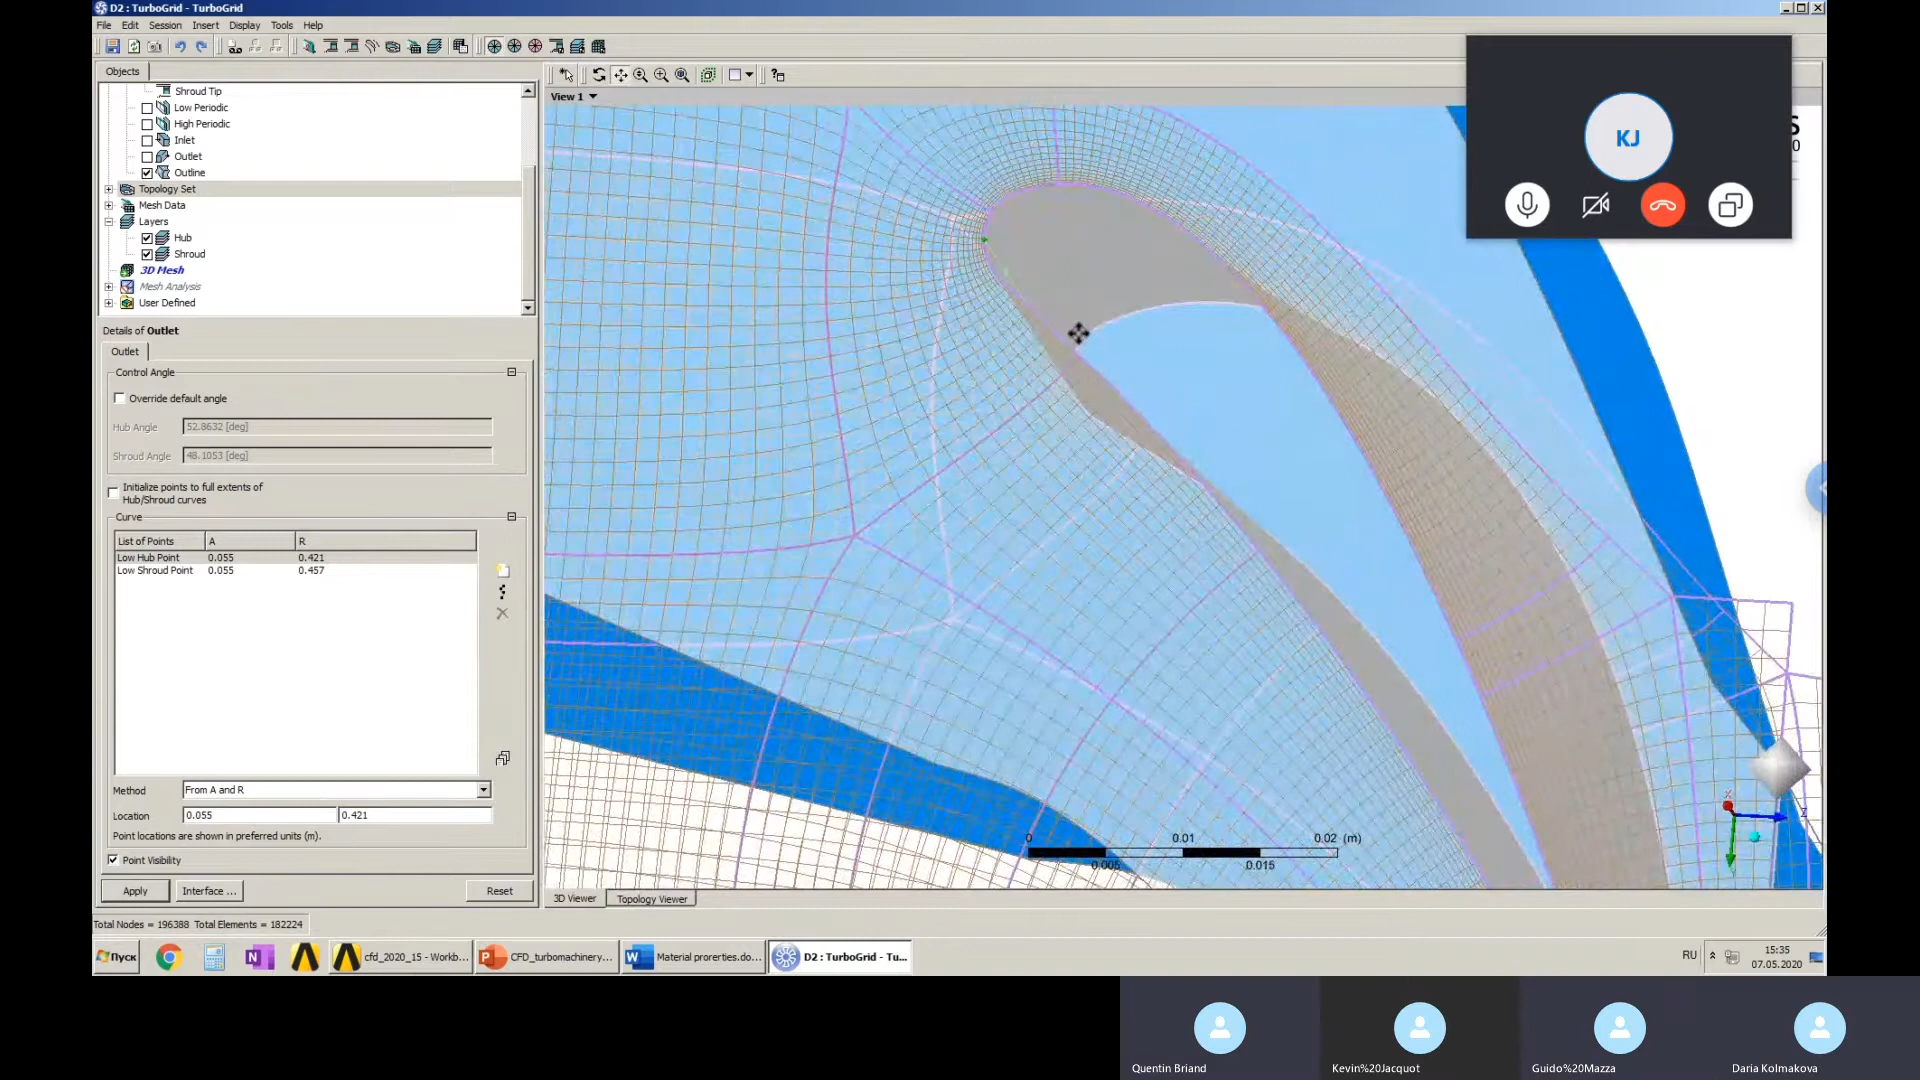 D2 : TurboGrid - TurboGrid
File Edit Session Insert Display Tools Help
Objects
Shroud Tip
Low Periodic
High Periodic
Inlet
Outlet
Outline
Topology Set
Mesh Data
Layers
Hub
Shroud
3D Mesh
Mesh Analysis
User Defined
Details of Outlet
Outlet
Control Angle
Override default angle
Hub Angle 52.8632 [deg]
Shroud Angle 48.1053 [deg]
Initialize points to full extents of
Hub/Shroud curves
Curve
List of Points A R
Low Hub Point 0.055 0.421
Low Shroud Point 0.055 0.457
Method From A and R
Location 0.055 0.421
Point locations are shown in preferred units (m).
Point Visibility
Apply Interface ... Reset
Total Nodes = 196388 Total Elements = 182224
View 1
S
0
KJ
0 0.01 0.02 (m)
0.005 0.015
X
Z
3D Viewer Topology Viewer
Пуск
cfd_2020_15 - Workb...
CFD_turbomachinery...
Material prorerties.do...
D2 : TurboGrid - Tu...
RU
15:35
07.05.2020
Quentin Briand Kevin%20Jacquot Guido%20Mazza Daria Kolmakova